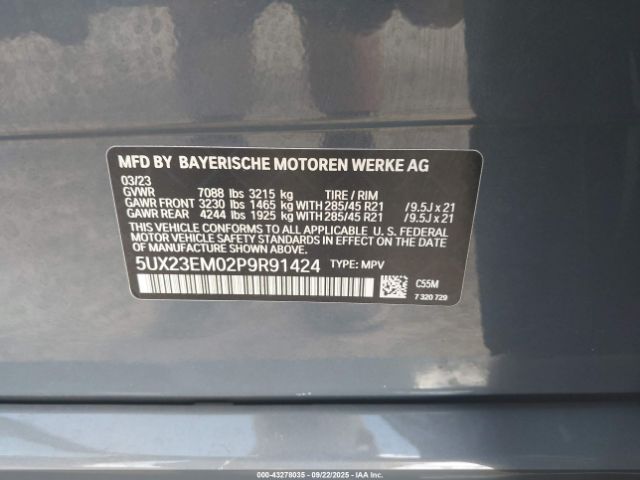 MFD BY BAYERISCHE MOTOREN WERKE AG
03/23
GVWR 7088 lbs 3215 kg TIRE / RIM
GAWR FRONT 3230 lbs 1465 kg WITH 285/45 R21 /9.5J x 21
GAWR REAR 4244 lbs 1925 kg WITH 285/45 R21 /9.5J x 21
THIS VEHICLE CONFORMS TO ALL APPLICABLE U. S. FEDERAL
MOTOR VEHICLE SAFETY STANDARDS IN EFFECT ON THE
DATE OF MANUFACTURE SHOWN ABOVE.
5UX23EM02P9R91424 TYPE: MPV
C55M
7 320 729
000-43278035 - 09/22/2025 - IAA Inc.